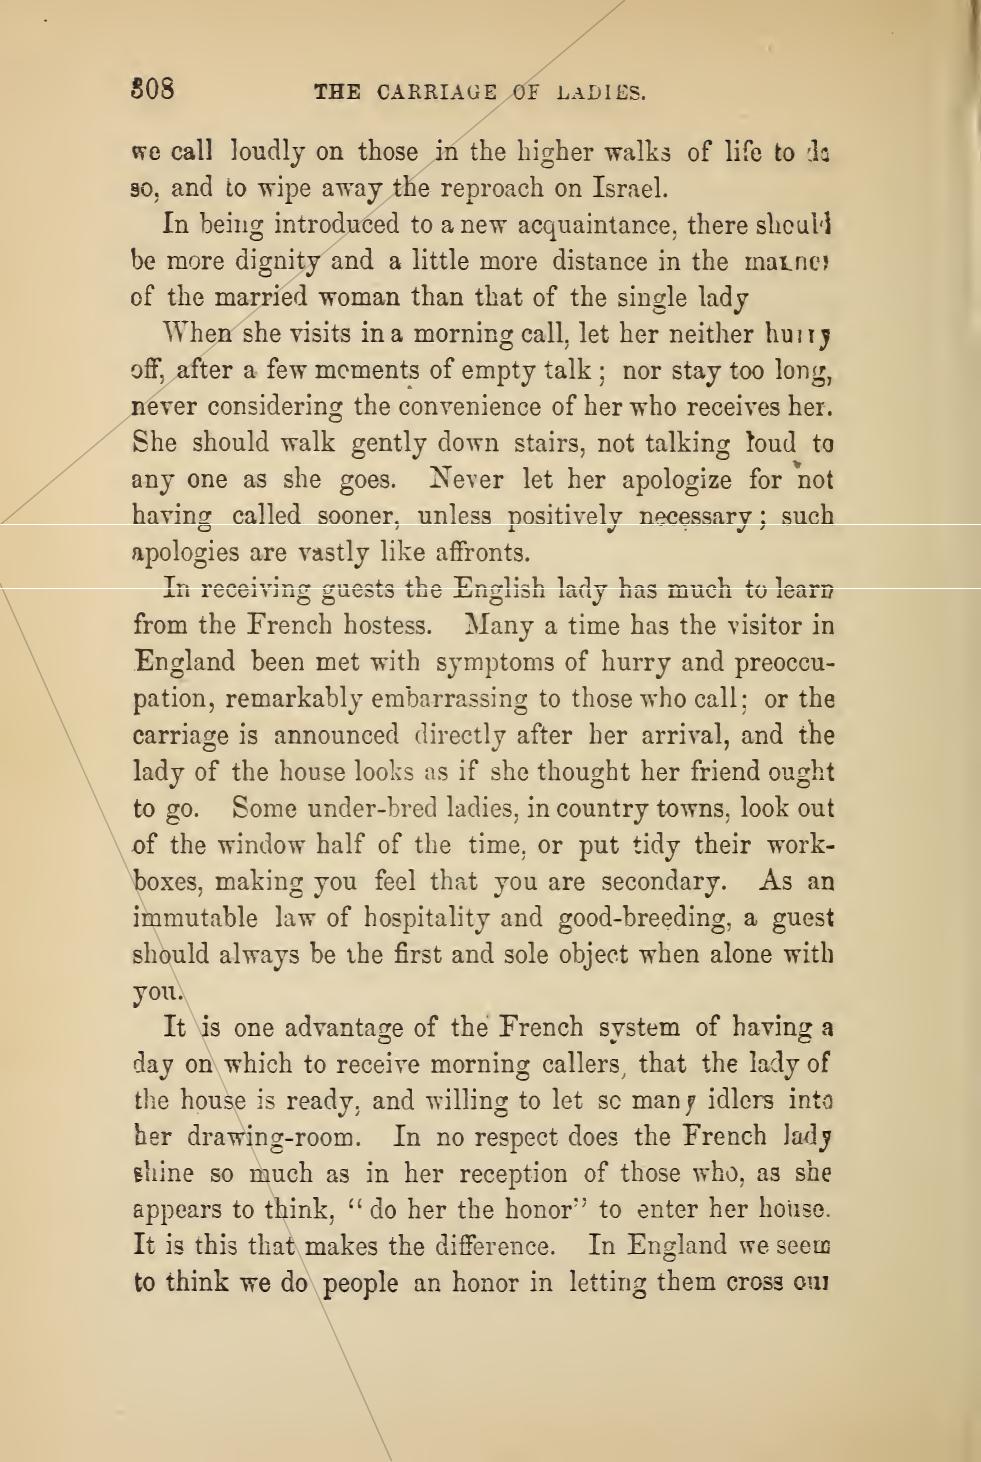 308 THE CARRIAGE OF LADIES.
we call loudly on those in the higher walks of life to do
so, and to wipe away the reproach on Israel.
In being introduced to a new acquaintance, there should
be more dignity and a little more distance in the manner
of the married woman than that of the single lady
When she visits in a morning call, let her neither hurry
off, after a few moments of empty talk; nor stay too long,
never considering the convenience of her who receives her.
She should walk gently down stairs, not talking loud to
any one as she goes. Never let her apologize for not
having called sooner, unless positively necessary; such
apologies are vastly like affronts.
In receiving guests the English lady has much to learn
from the French hostess. Many a time has the visitor in
England been met with symptoms of hurry and preoccu-
pation, remarkably embarrassing to those who call; or the
carriage is announced directly after her arrival, and the
lady of the house looks as if she thought her friend ought
to go. Some under-bred ladies, in country towns, look out
of the window half of the time, or put tidy their work-
boxes, making you feel that you are secondary. As an
immutable law of hospitality and good-breeding, a guest
should always be the first and sole object when alone with
you.
It is one advantage of the French system of having a
day on which to receive morning callers, that the lady of
the house is ready, and willing to let so many idlers into
her drawing-room. In no respect does the French lady
shine so much as in her reception of those who, as she
appears to think, "do her the honor" to enter her house.
It is this that makes the difference. In England we seem
to think we do people an honor in letting them cross our